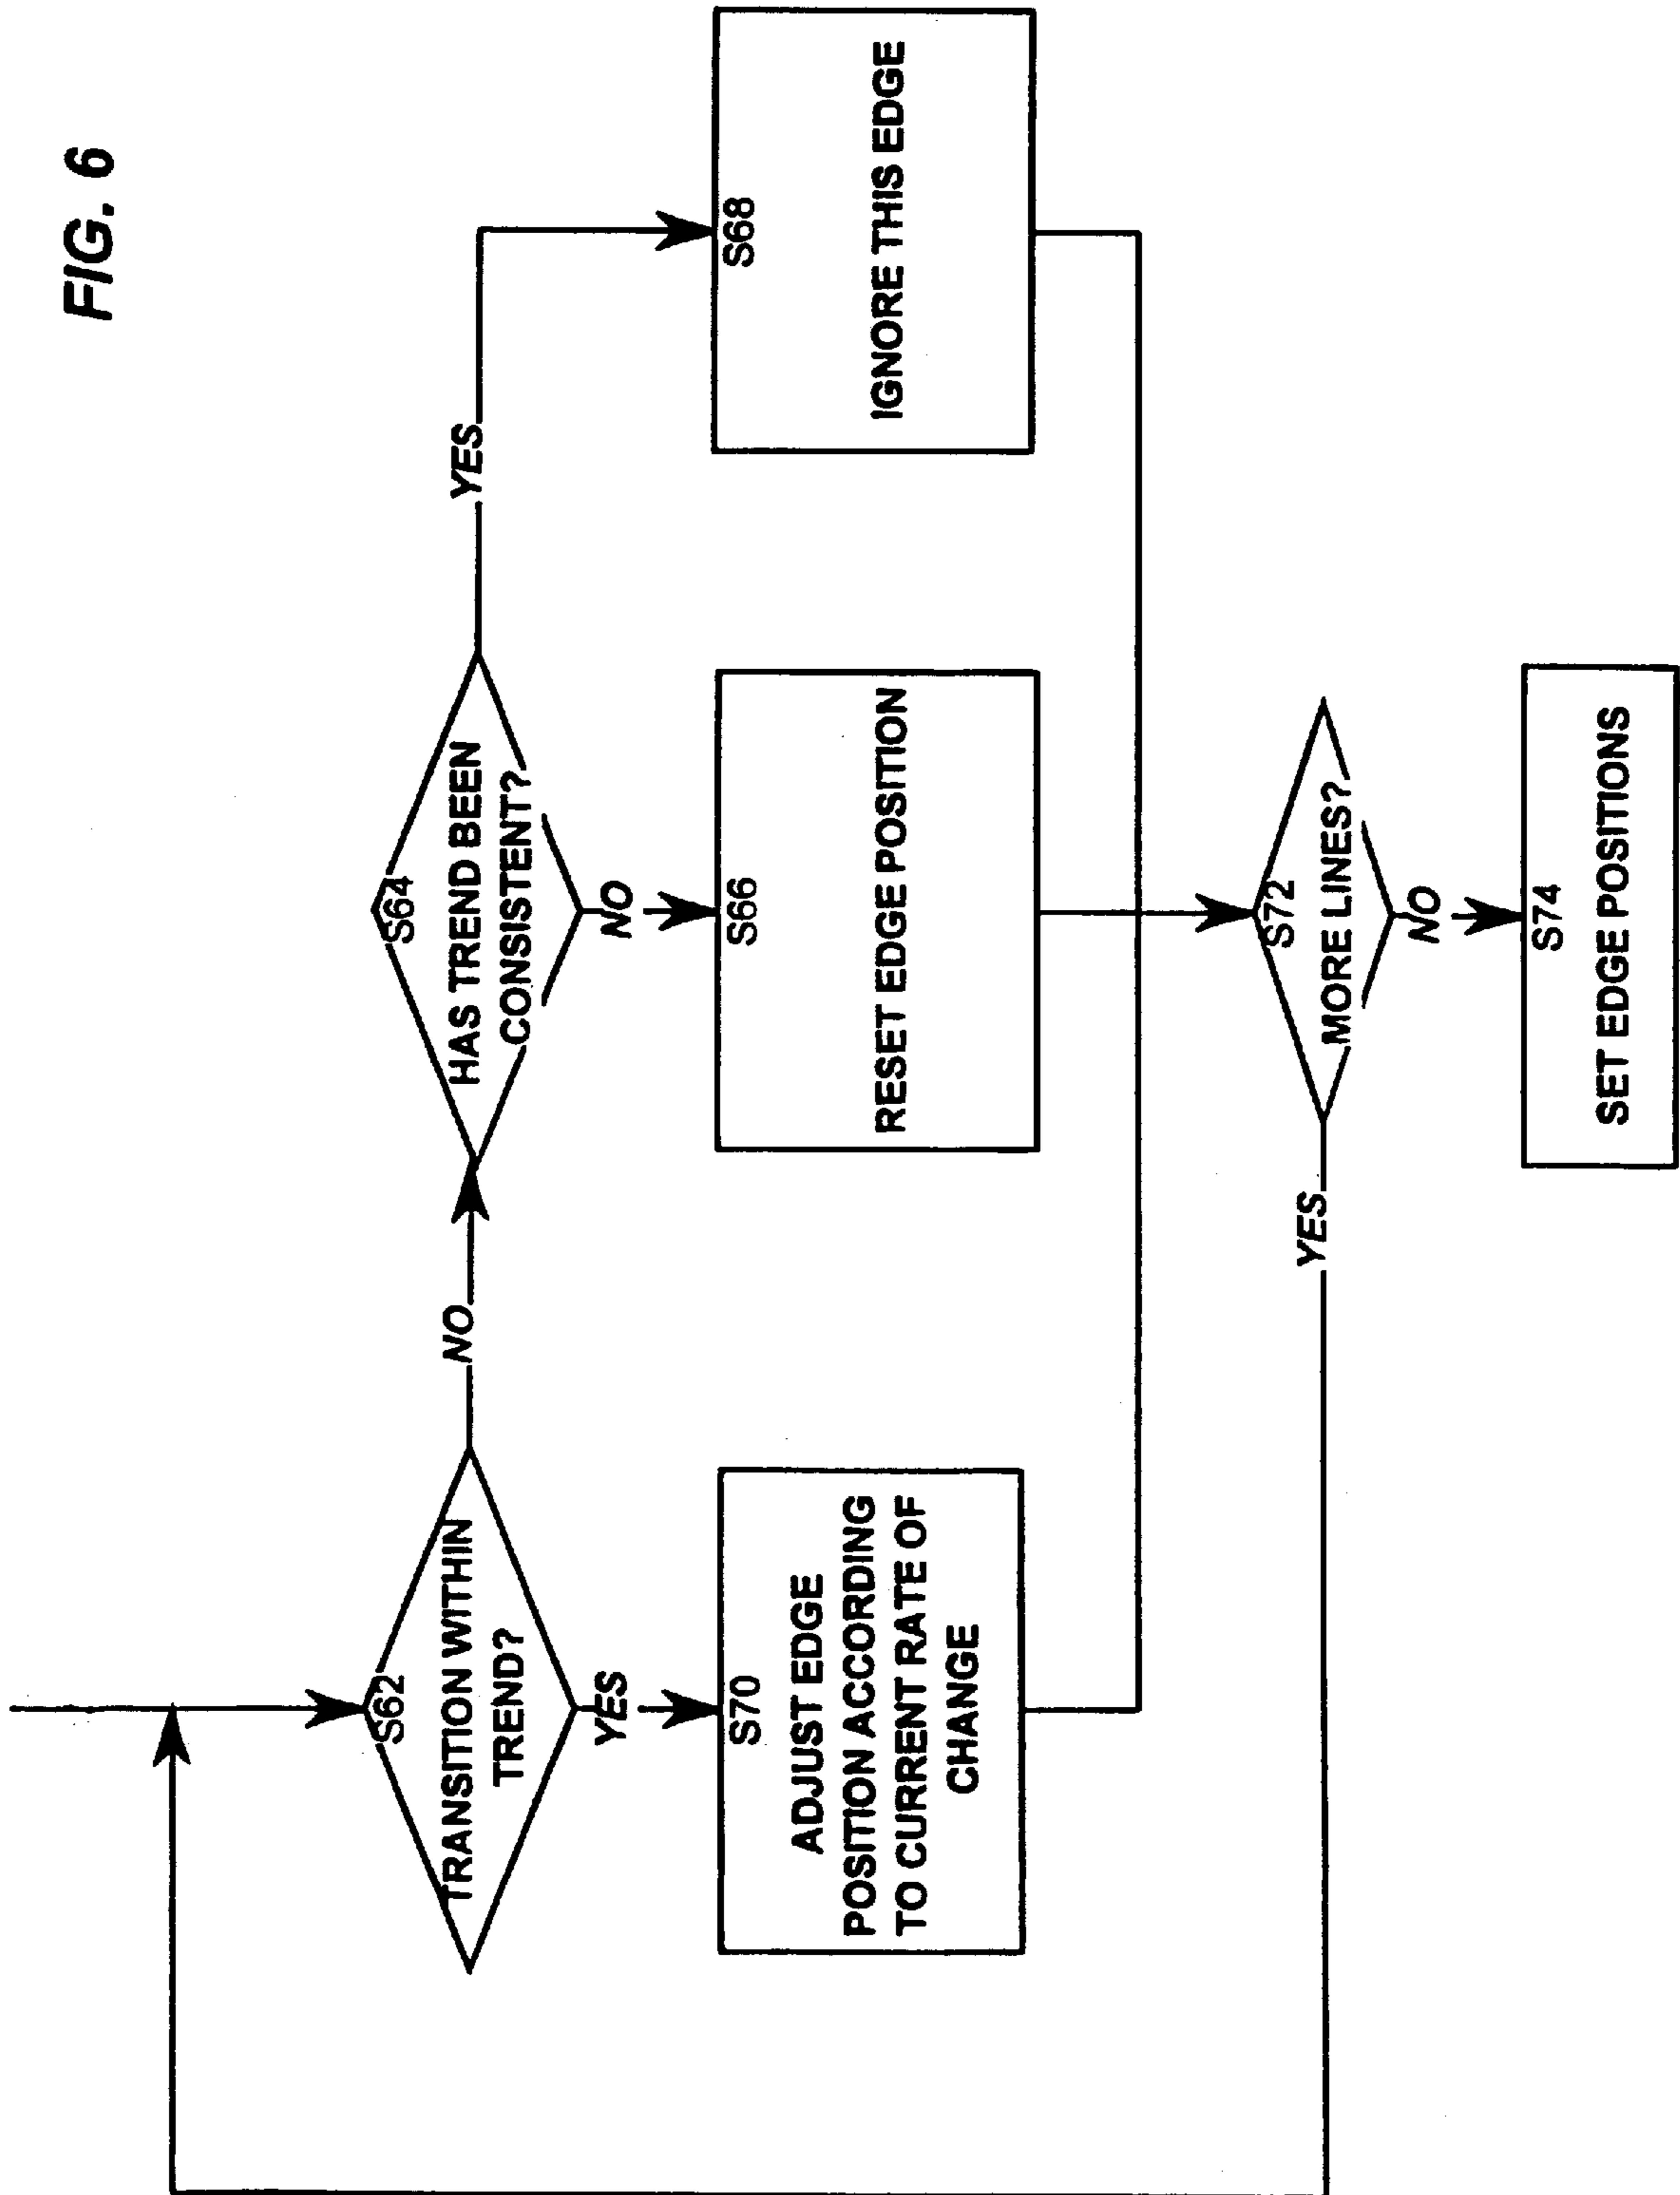 FIG. 6
S62
TRANSITION WITHIN
TREND?
NO
YES
S64
HAS TREND BEEN
CONSISTENT?
YES
NO
S70
ADJUST EDGE
POSITION ACCORDING
TO CURRENT RATE OF
CHANGE
S66
RESET EDGE POSITION
S68
IGNORE THIS EDGE
S72
MORE LINES?
YES
NO
S74
SET EDGE POSITIONS